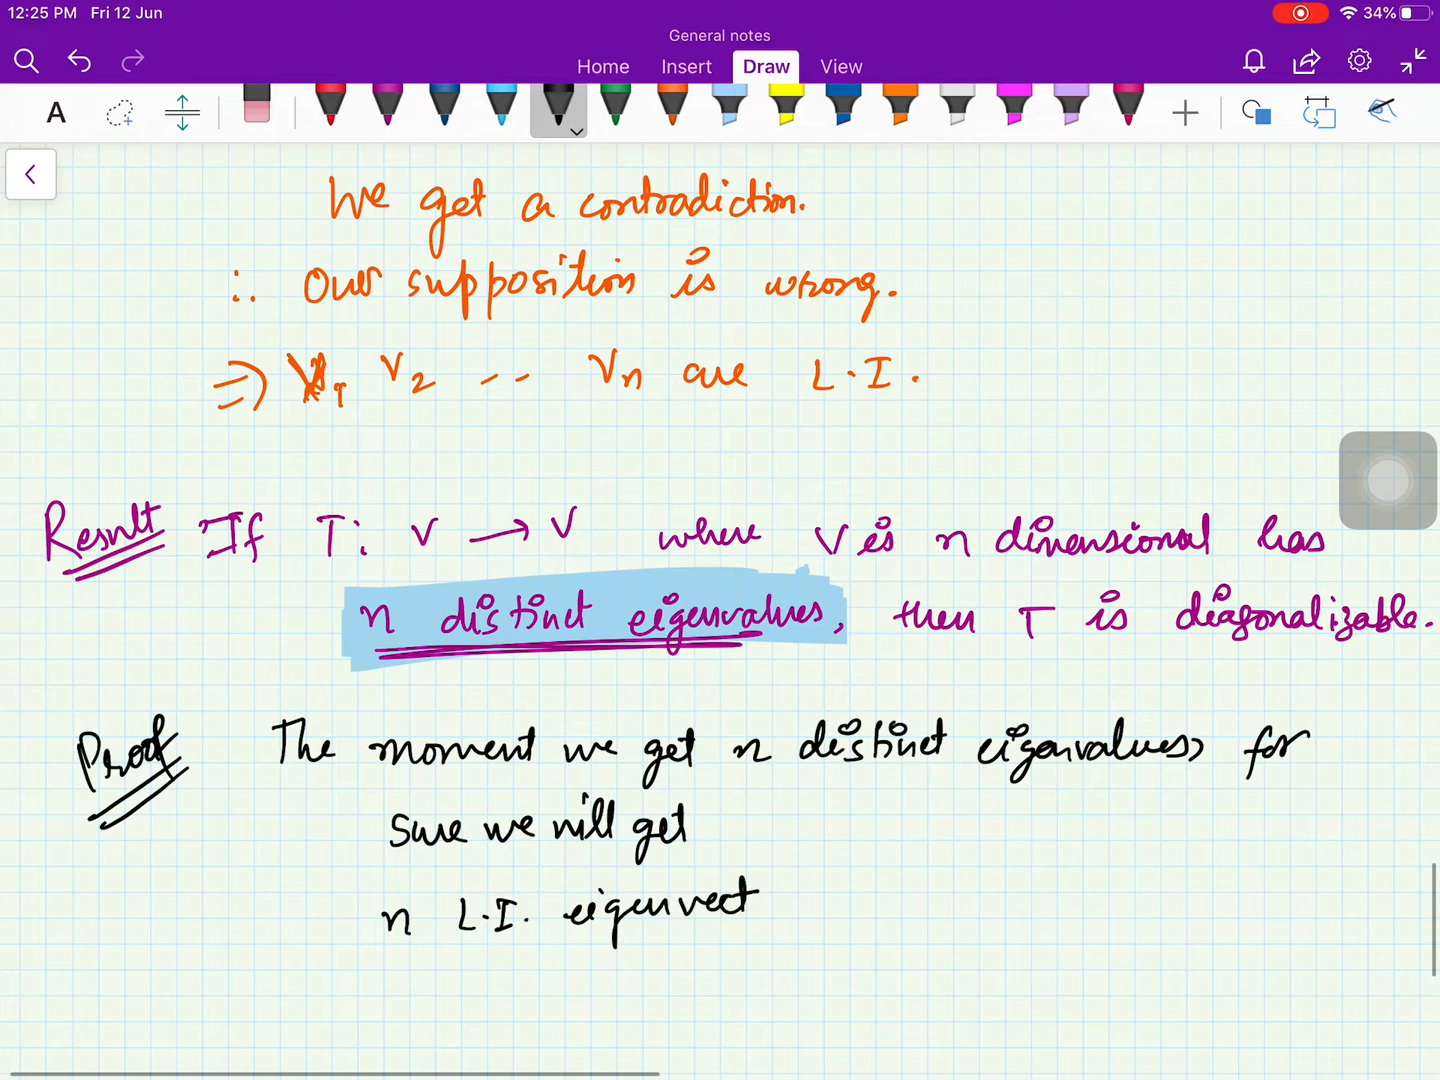 12:25 PM Fri 12 Jun
34%
General notes
Home Insert Draw View
A
We get a contradiction.
∴ Our supposition is wrong.
⇒ V1 V2 .. Vn are L.I.
Result If T: V → V where V is n dimensional has
n distinct eigenvalues, then T is diagonalizable.
Proof The moment we get n distinct eigenvalues, for
sure we will get
n L.I. eigenvect